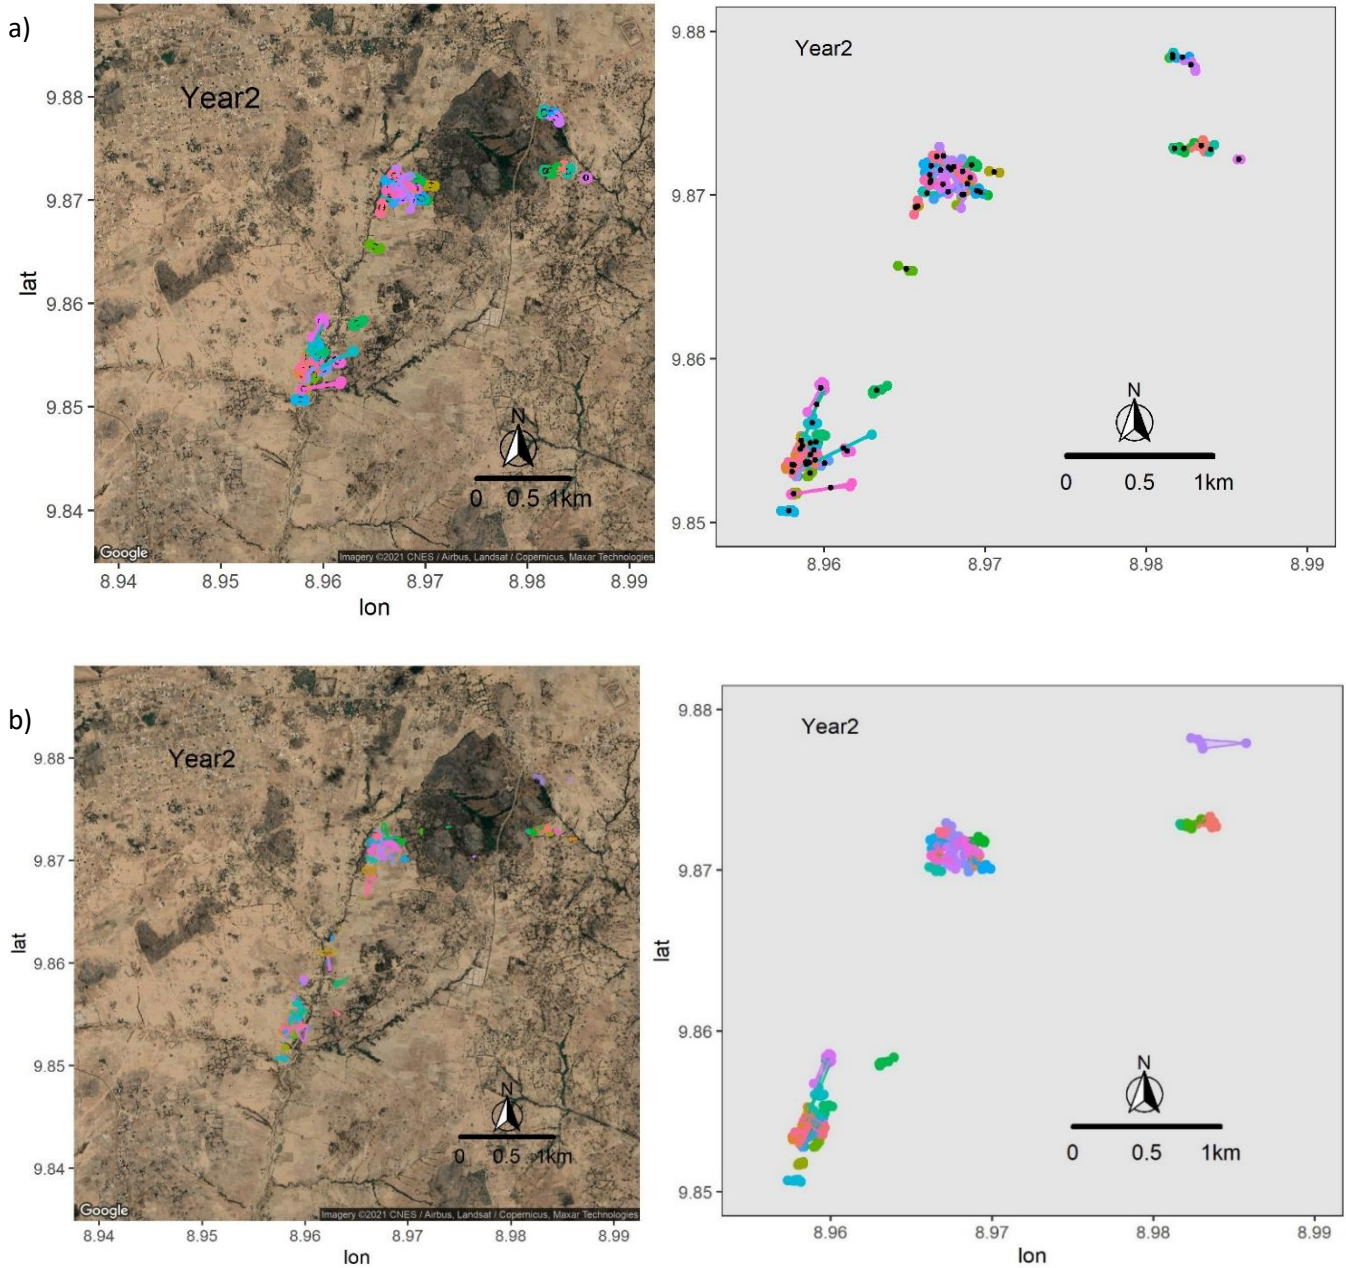 a)
Year2
9.88
9.87
9.86
9.85
9.84
lat
N
0 0.5 1km
Google
Imagery ©2021 CNES / Airbus, Landsat / Copernicus, Maxar Technologies
8.94 8.95 8.96 8.97 8.98 8.99
lon
Year2
9.88
9.87
9.86
9.85
N
0 0.5 1km
8.96 8.97 8.98 8.99
b)
Year2
9.88
9.87
9.86
9.85
9.84
lat
N
0 0.5 1km
Google
Imagery ©2021 CNES / Airbus, Landsat / Copernicus, Maxar Technologies
8.94 8.95 8.96 8.97 8.98 8.99
lon
Year2
9.88
9.87
9.86
9.85
lat
N
0 0.5 1km
8.96 8.97 8.98 8.99
lon